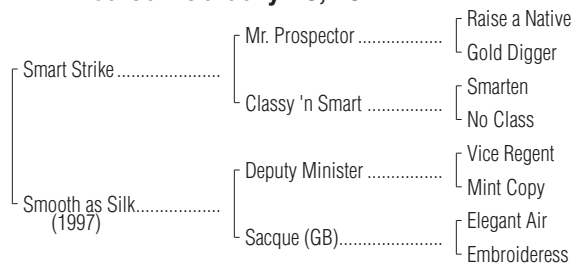 Raise a Native
Mr. Prospector
Gold Digger
Smart Strike
Smarten
Classy 'n Smart
No Class
Vice Regent
Deputy Minister
Mint Copy
Smooth as Silk
(1997)
Elegant Air
Sacque (GB)
Embroideress